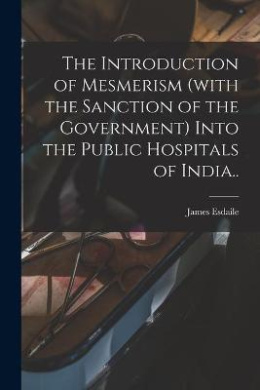 The Introduction
of Mesmerism (with
the Sanction of the
Government) Into the
Public Hospitals
of India..
James Esdaile